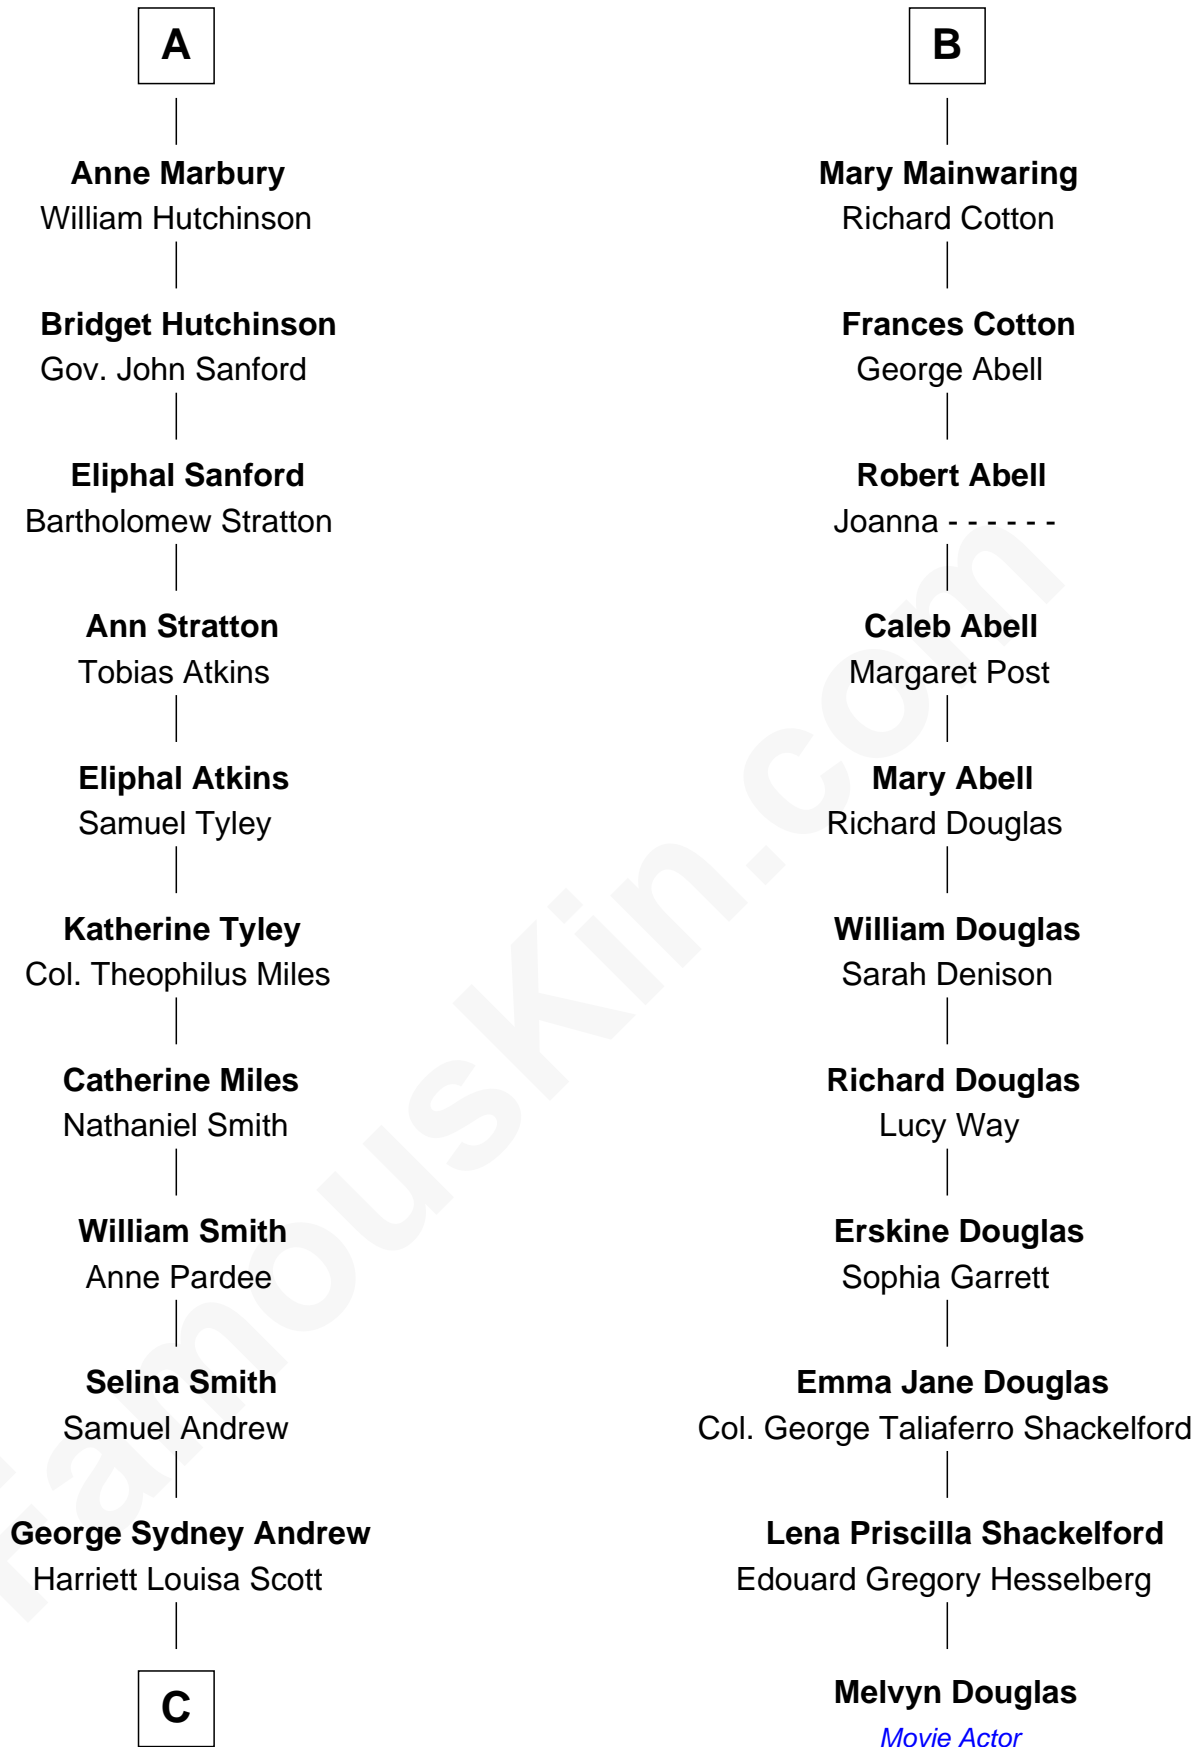 A
Anne Marbury
William Hutchinson
Bridget Hutchinson
Gov. John Sanford
Eliphal Sanford
Bartholomew Stratton
Ann Stratton
Tobias Atkins
Eliphal Atkins
Samuel Tyley
Katherine Tyley
Col. Theophilus Miles
Catherine Miles
Nathaniel Smith
William Smith
Anne Pardee
Selina Smith
Samuel Andrew
George Sydney Andrew
Harriett Louisa Scott
C
B
Mary Mainwaring
Richard Cotton
Frances Cotton
George Abell
Robert Abell
Joanna - - - - - -
Caleb Abell
Margaret Post
Mary Abell
Richard Douglas
William Douglas
Sarah Denison
Richard Douglas
Lucy Way
Erskine Douglas
Sophia Garrett
Emma Jane Douglas
Col. George Taliaferro Shackelford
Lena Priscilla Shackelford
Edouard Gregory Hesselberg
Melvyn Douglas
Movie Actor
FamousKin.com